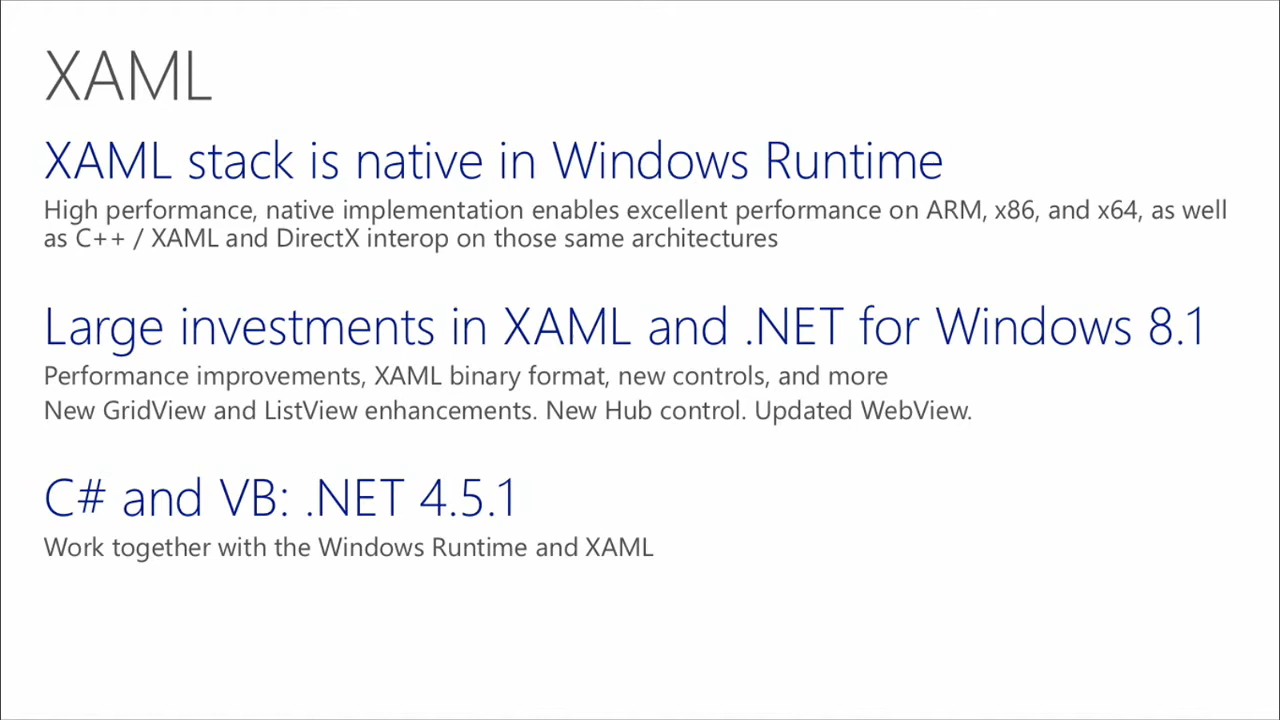 XAML
XAML stack is native in Windows Runtime
High performance, native implementation enables excellent performance on ARM, x86, and x64, as well
as C++ / XAML and DirectX interop on those same architectures
Large investments in XAML and .NET for Windows 8.1
Performance improvements, XAML binary format, new controls, and more
New GridView and ListView enhancements. New Hub control. Updated WebView.
C# and VB: .NET 4.5.1
Work together with the Windows Runtime and XAML